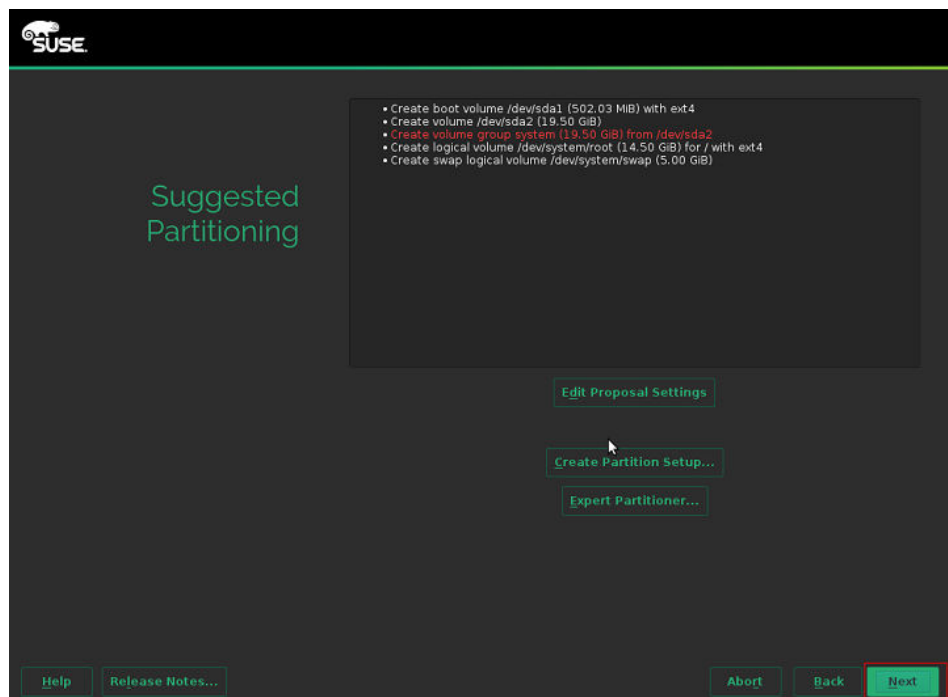 SUSE.
• Create boot volume /dev/sda1 (502.03 MiB) with ext4
• Create volume /dev/sda2 (19.50 GiB)
• Create volume group system (19.50 GiB) from /dev/sda2
• Create logical volume /dev/system/root (14.50 GiB) for / with ext4
• Create swap logical volume /dev/system/swap (5.00 GiB)
Suggested
Partitioning
Edit Proposal Settings
Create Partition Setup...
Expert Partitioner...
Help Release Notes... Abort Back Next